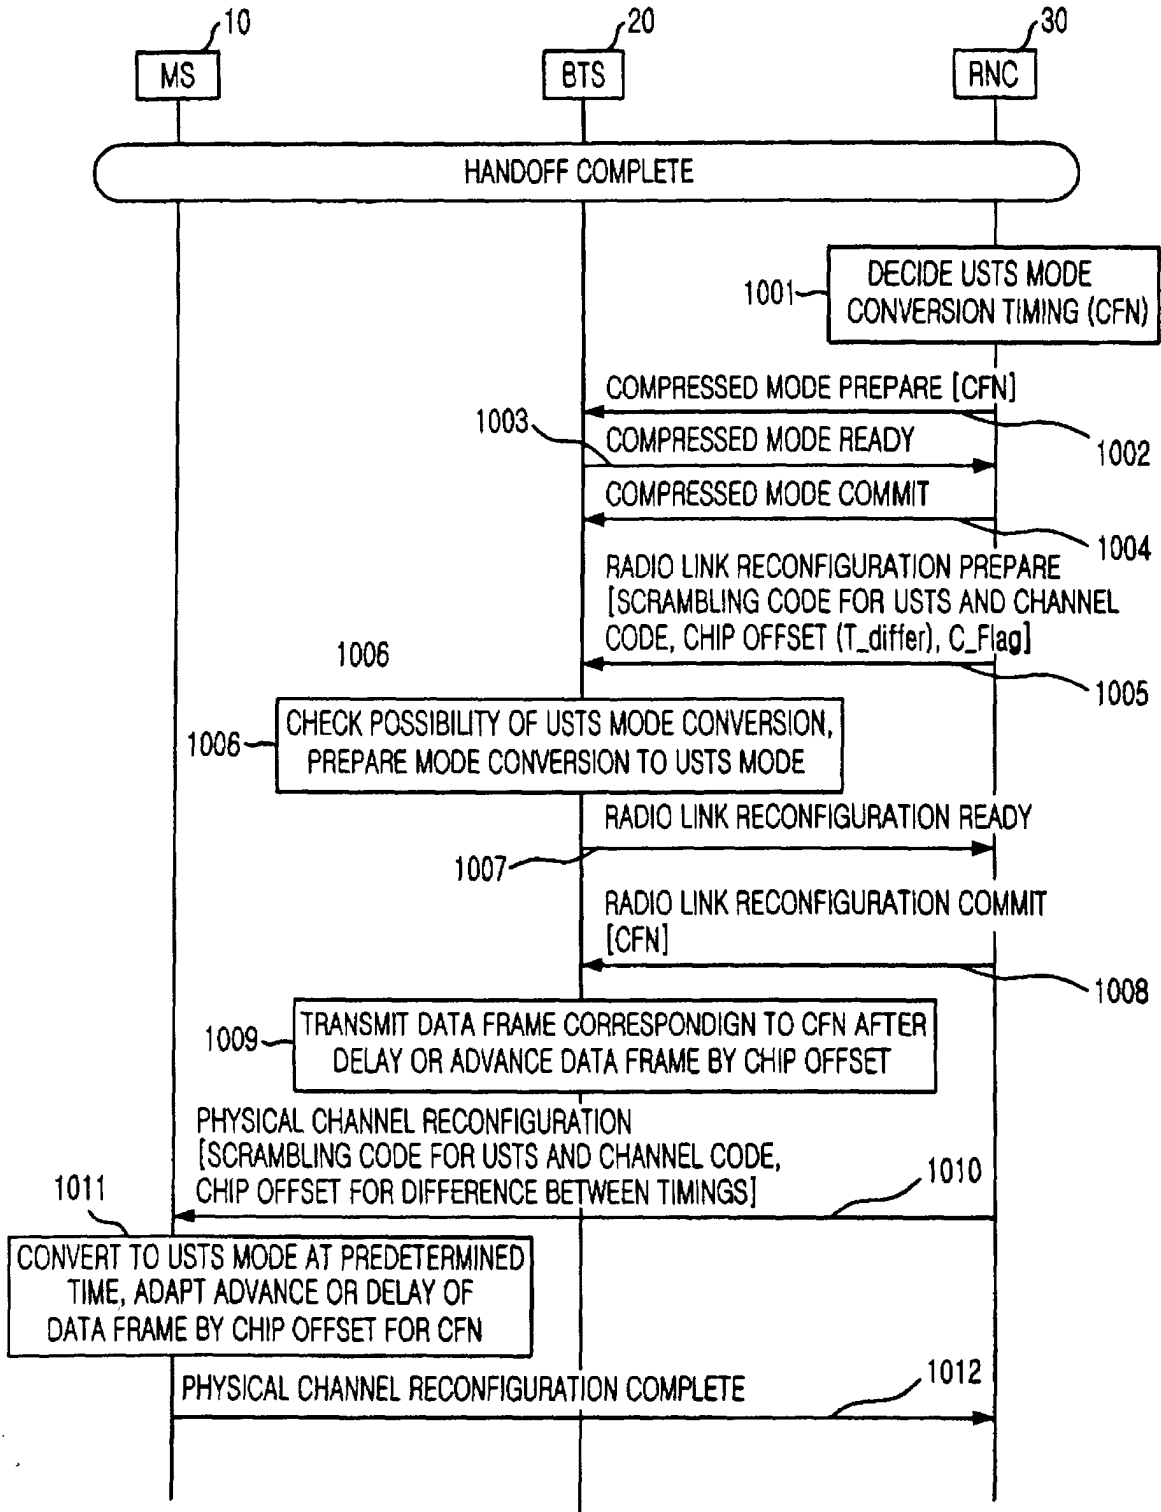 10
20
30
MS
BTS
RNC
HANDOFF COMPLETE
DECIDE USTS MODE
CONVERSION TIMING (CFN)
1001
COMPRESSED MODE PREPARE [CFN]
1002
1003
COMPRESSED MODE READY
COMPRESSED MODE COMMIT
1004
RADIO LINK RECONFIGURATION PREPARE
[SCRAMBLING CODE FOR USTS AND CHANNEL
CODE, CHIP OFFSET (T_differ), C_Flag]
1005
1006
CHECK POSSIBILITY OF USTS MODE CONVERSION,
PREPARE MODE CONVERSION TO USTS MODE
1006
RADIO LINK RECONFIGURATION READY
1007
RADIO LINK RECONFIGURATION COMMIT
[CFN]
1008
TRANSMIT DATA FRAME CORRESPONDIGN TO CFN AFTER
DELAY OR ADVANCE DATA FRAME BY CHIP OFFSET
1009
PHYSICAL CHANNEL RECONFIGURATION
[SCRAMBLING CODE FOR USTS AND CHANNEL CODE,
CHIP OFFSET FOR DIFFERENCE BETWEEN TIMINGS]
1010
1011
CONVERT TO USTS MODE AT PREDETERMINED
TIME, ADAPT ADVANCE OR DELAY OF
DATA FRAME BY CHIP OFFSET FOR CFN
PHYSICAL CHANNEL RECONFIGURATION COMPLETE
1012